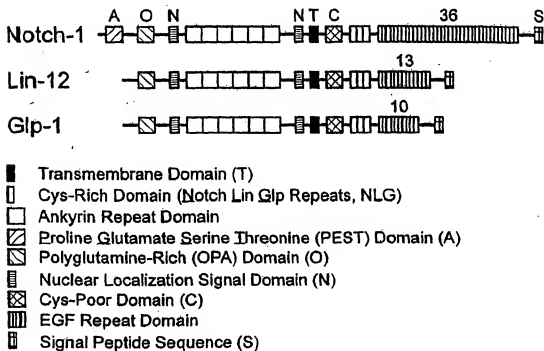 A O N N T C 36 S
Notch-1
13
Lin-12
10
Glp-1
Transmembrane Domain (T)
Cys-Rich Domain (Notch Lin Glp Repeats, NLG)
Ankyrin Repeat Domain
Proline Glutamate Serine Threonine (PEST) Domain (A)
Polyglutamine-Rich (OPA) Domain (O)
Nuclear Localization Signal Domain (N)
Cys-Poor Domain (C)
EGF Repeat Domain
Signal Peptide Sequence (S)